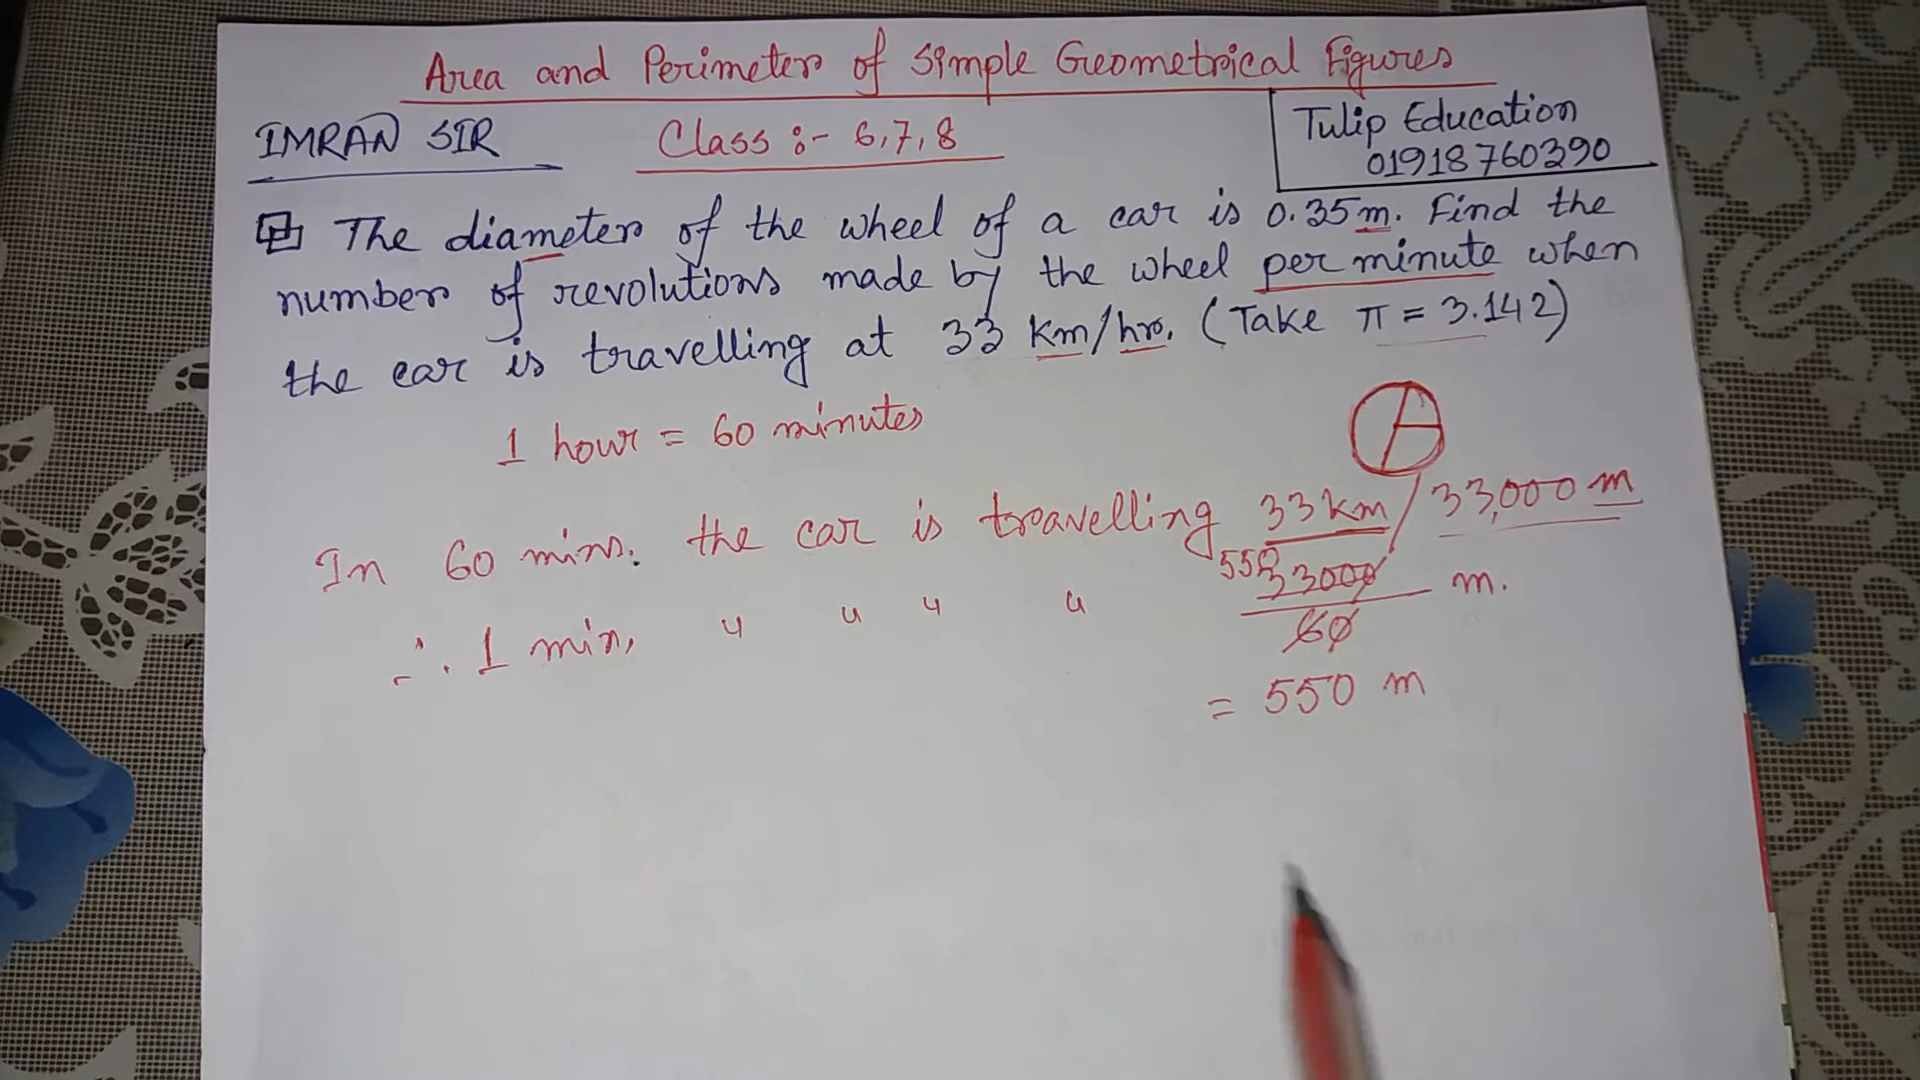 Area and Perimeter of Simple Geometrical Figures
IMRAN SIR
Class :- 6,7,8
Tulip Education
01918760390
The diameter of the wheel of a car is 0.35m. Find the
number of revolutions made by the wheel per minute when
the car is travelling at 33 km/hr. (Take π = 3.142)
1 hour = 60 minutes
In 60 mins. the car is travelling 33 km / 33,000 m
550
∴ 1 min, " " " " 33000/60 m.
= 550 m